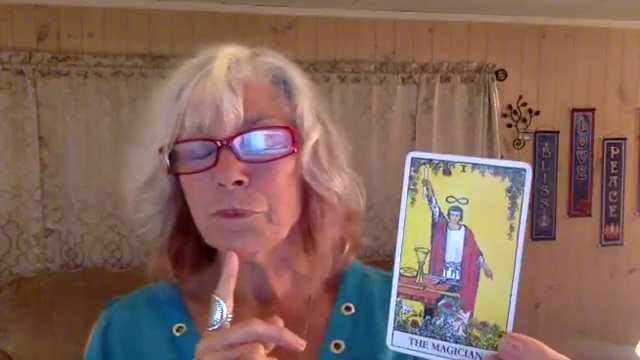 I
THE MAGICIAN.
BLISS
LOVE
PEACE